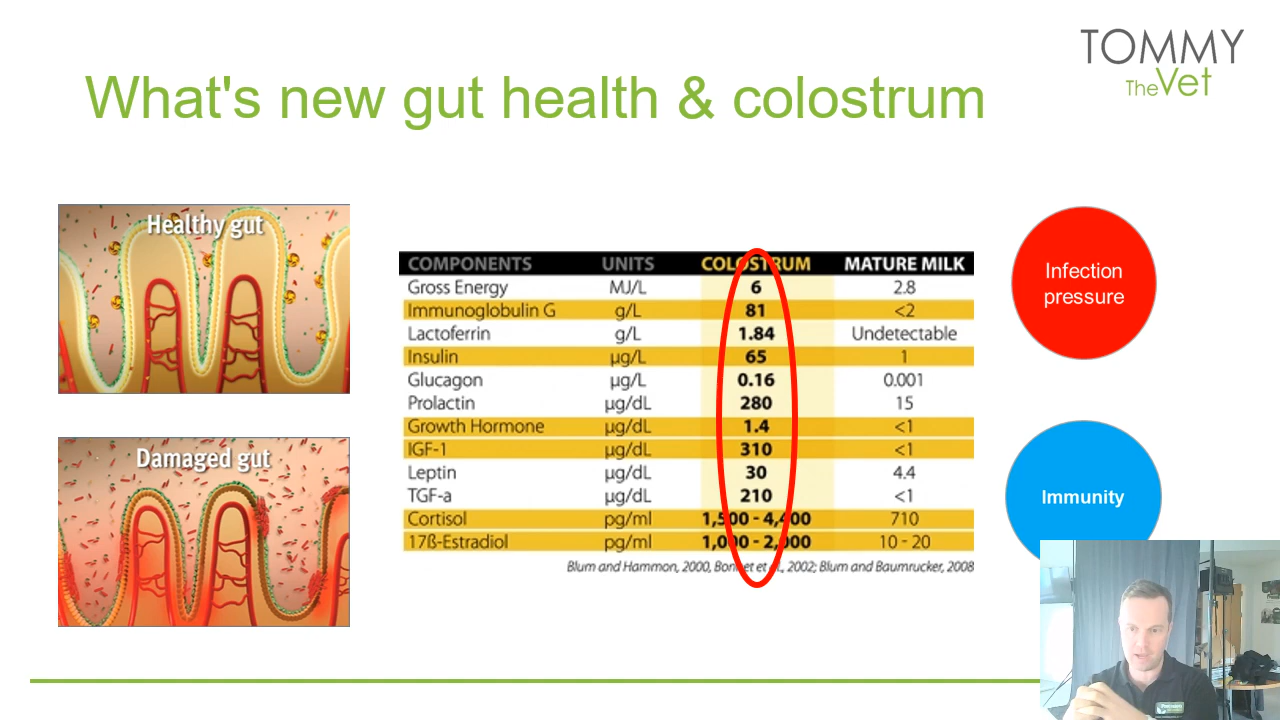 TOMMY
TheVet
What's new gut health & colostrum
Healthy gut
Damaged gut
COMPONENTS UNITS COLOSTRUM MATURE MILK
Gross Energy MJ/L 6 2.8
Immunoglobulin G g/L 81 <2
Lactoferrin g/L 1.84 Undetectable
Insulin µg/L 65 1
Glucagon µg/L 0.16 0.001
Prolactin µg/dL 280 15
Growth Hormone µg/dL 1.4 <1
IGF-1 µg/dL 310 <1
Leptin µg/dL 30 4.4
TGF-a µg/dL 210 <1
Cortisol pg/ml 1,500 - 4,400 710
17ß-Estradiol pg/ml 1,000 - 2,000 10 - 20
Blum and Hammon, 2000, Bonnet et al., 2002; Blum and Baumrucker, 2008
Infection
pressure
Immunity